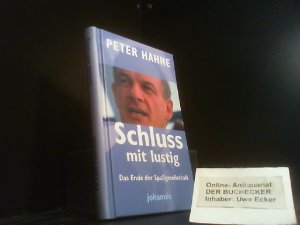 PETER HAHNE
Schluss
mit lustig
Das Ende der Spaßgesellschaft
johannis
Online- Antiquariat
DER BUCHECKER
Inhaber: Uwe Ecker